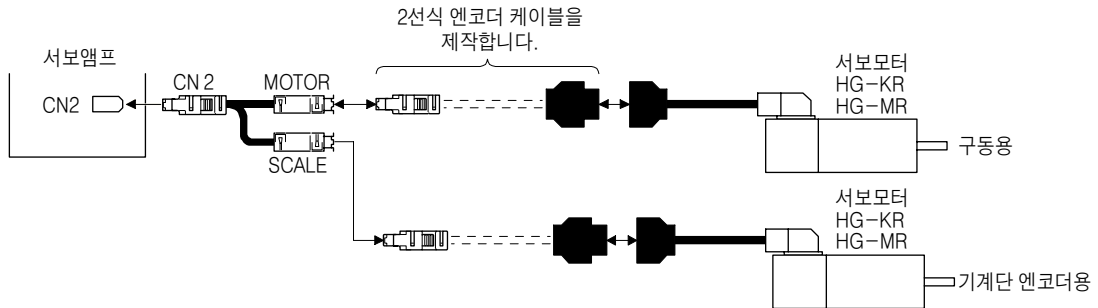 2선식 엔코더 케이블을
제작합니다.
서보앰프
CN2
CN 2
MOTOR
SCALE
서보모터
HG-KR
HG-MR
구동용
서보모터
HG-KR
HG-MR
기계단 엔코더용